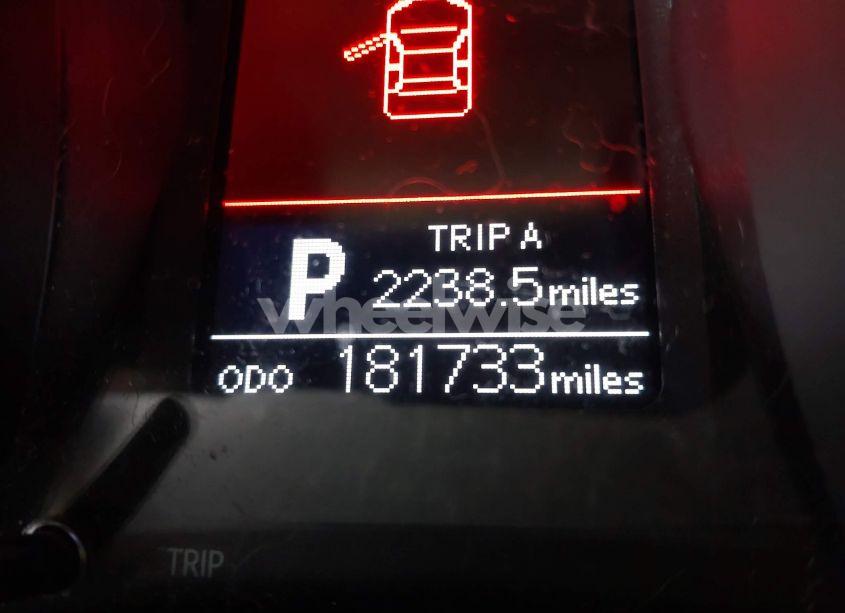 TRIP A
P 2238.5 miles
wheelwise
ODO 181733 miles
TRIP